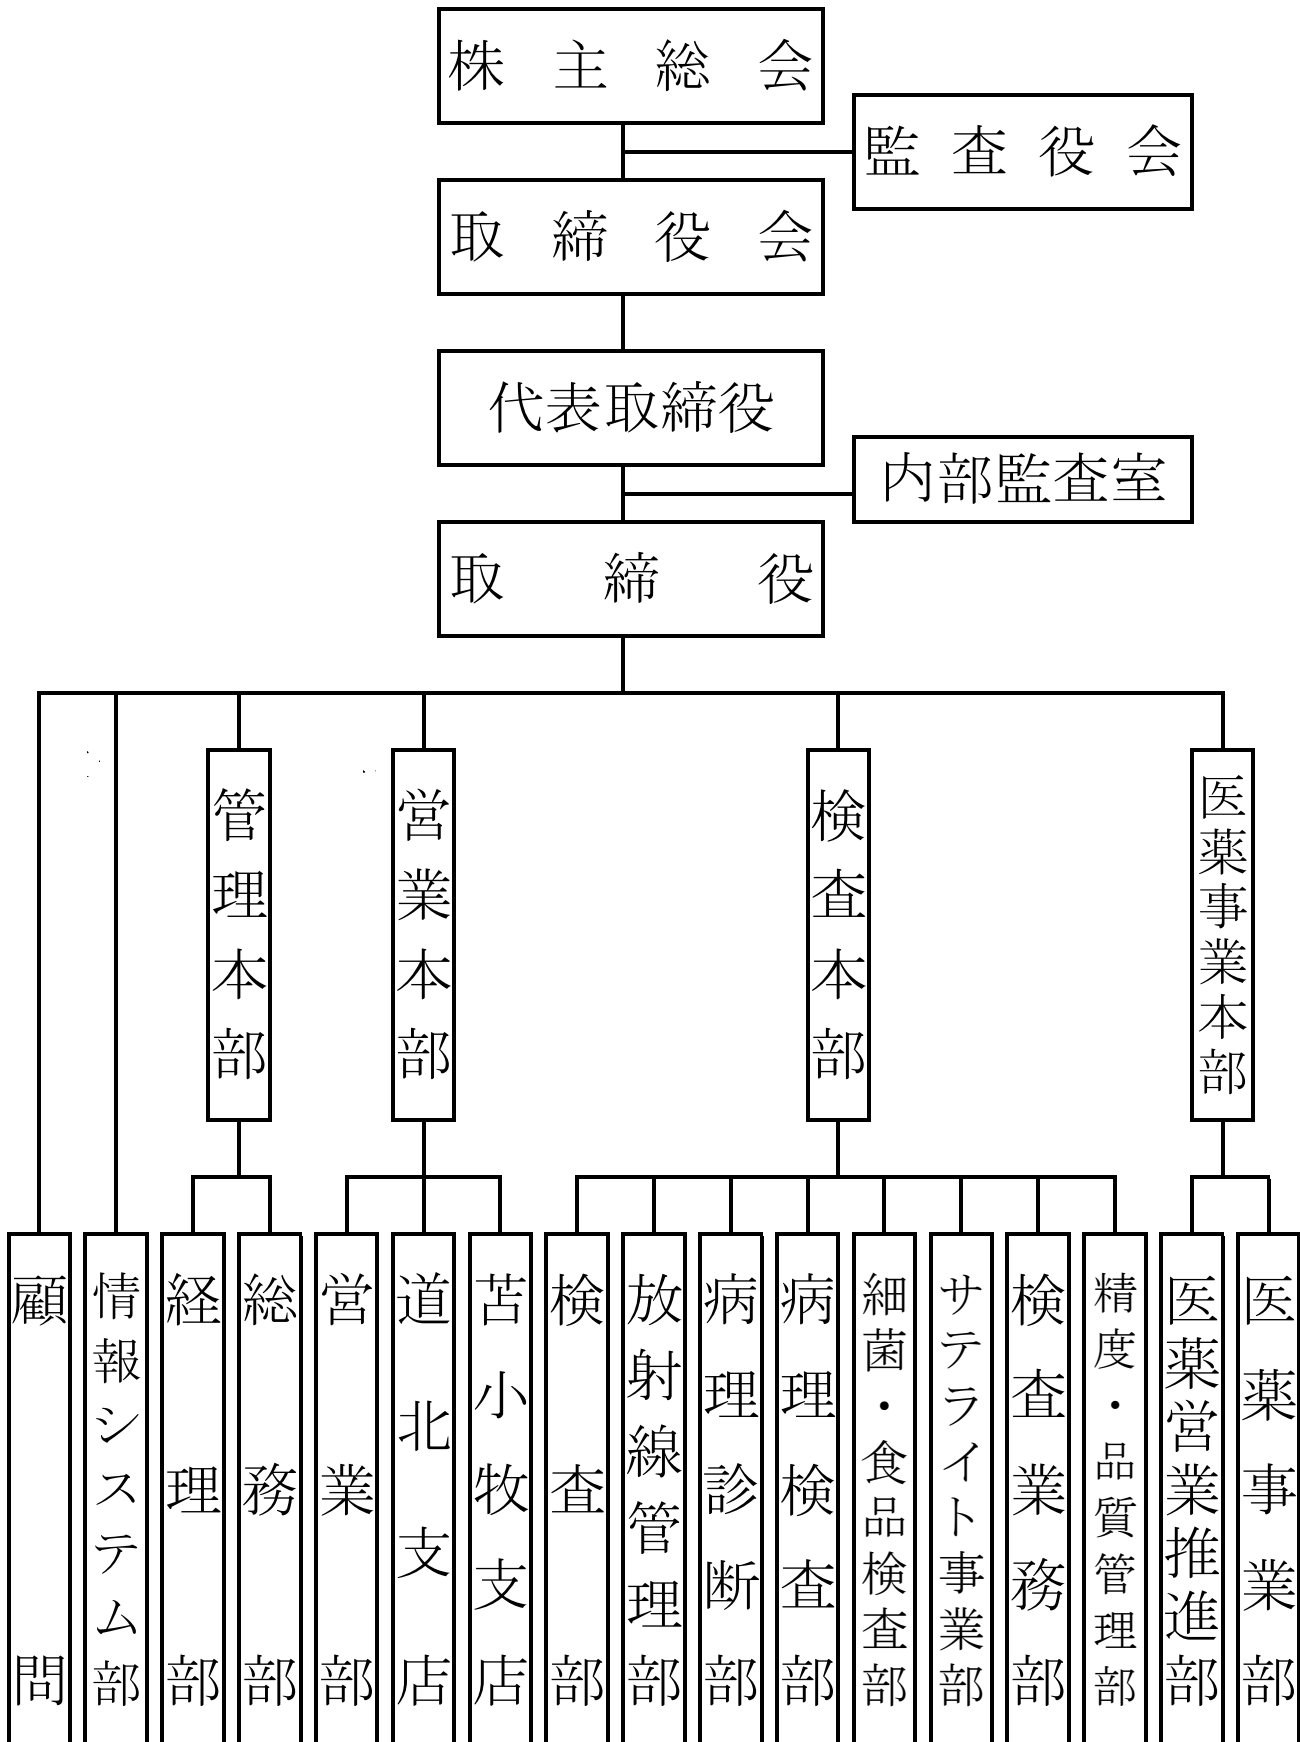 株主総会
監査役会
取締役会
代表取締役
内部監査室
取締役
管理本部
営業本部
検査本部
医薬事業本部
顧問
情報システム部
経理部
総務部
営業部
道北支店
苫小牧支店
検査部
放射線管理部
病理診断部
病理検査部
細菌・食品検査部
サテライト事業部
検査業務部
精度・品質管理部
医薬営業推進部
医薬事業部